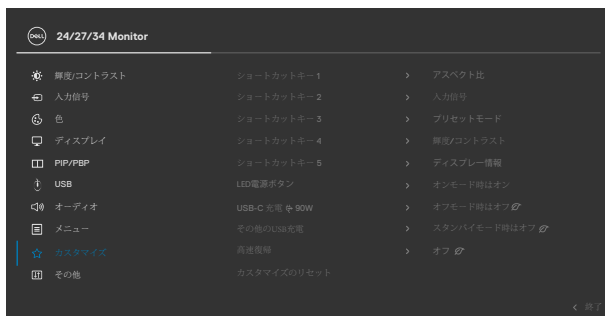 DELL
24/27/34 Monitor
輝度/コントラスト ショートカットキー 1 > アスペクト比
入力信号 ショートカットキー 2 > 入力信号
色 ショートカットキー 3 > プリセットモード
ディスプレイ ショートカットキー 4 > 輝度/コントラスト
PIP/PBP ショートカットキー 5 > ディスプレー情報
USB LED電源ボタン > オンモード時はオン
オーディオ USB-C 充電 90W > オフモード時はオフ
メニュー その他のUSB充電 > スタンバイモード時はオフ
カスタマイズ 高速復帰 > オフ
その他 カスタマイズのリセット
< 終了